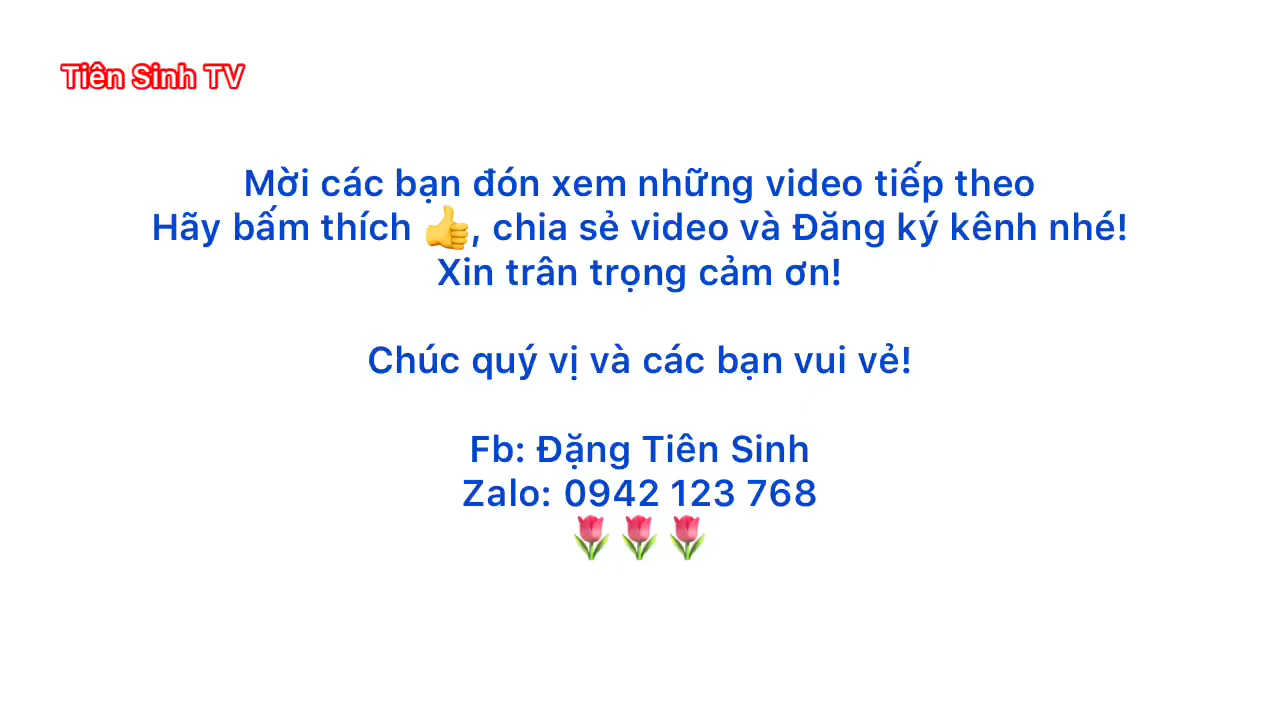 Tiên Sinh TV
Mời các bạn đón xem những video tiếp theo
Hãy bấm thích 👍, chia sẻ video và Đăng ký kênh nhé!
Xin trân trọng cảm ơn!
Chúc quý vị và các bạn vui vẻ!
Fb: Đặng Tiên Sinh
Zalo: 0942 123 768
🌷🌷🌷